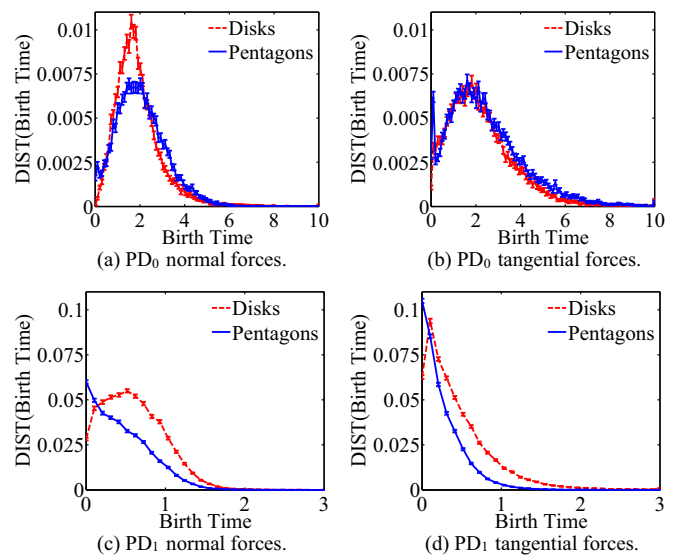 DIST(Birth Time)
0.01
0.0075
0.005
0.0025
0
Disks
Pentagons
0 2 4 6 8 10
Birth Time
(a) PD₀ normal forces.
DIST(Birth Time)
0.01
0.0075
0.005
0.0025
0
Disks
Pentagons
0 2 4 6 8 10
Birth Time
(b) PD₀ tangential forces.
DIST(Birth Time)
0.1
0.075
0.05
0.025
0
Disks
Pentagons
0 1 2 3
Birth Time
(c) PD₁ normal forces.
DIST(Birth Time)
0.1
0.075
0.05
0.025
0
Disks
Pentagons
0 1 2 3
Birth Time
(d) PD₁ tangential forces.